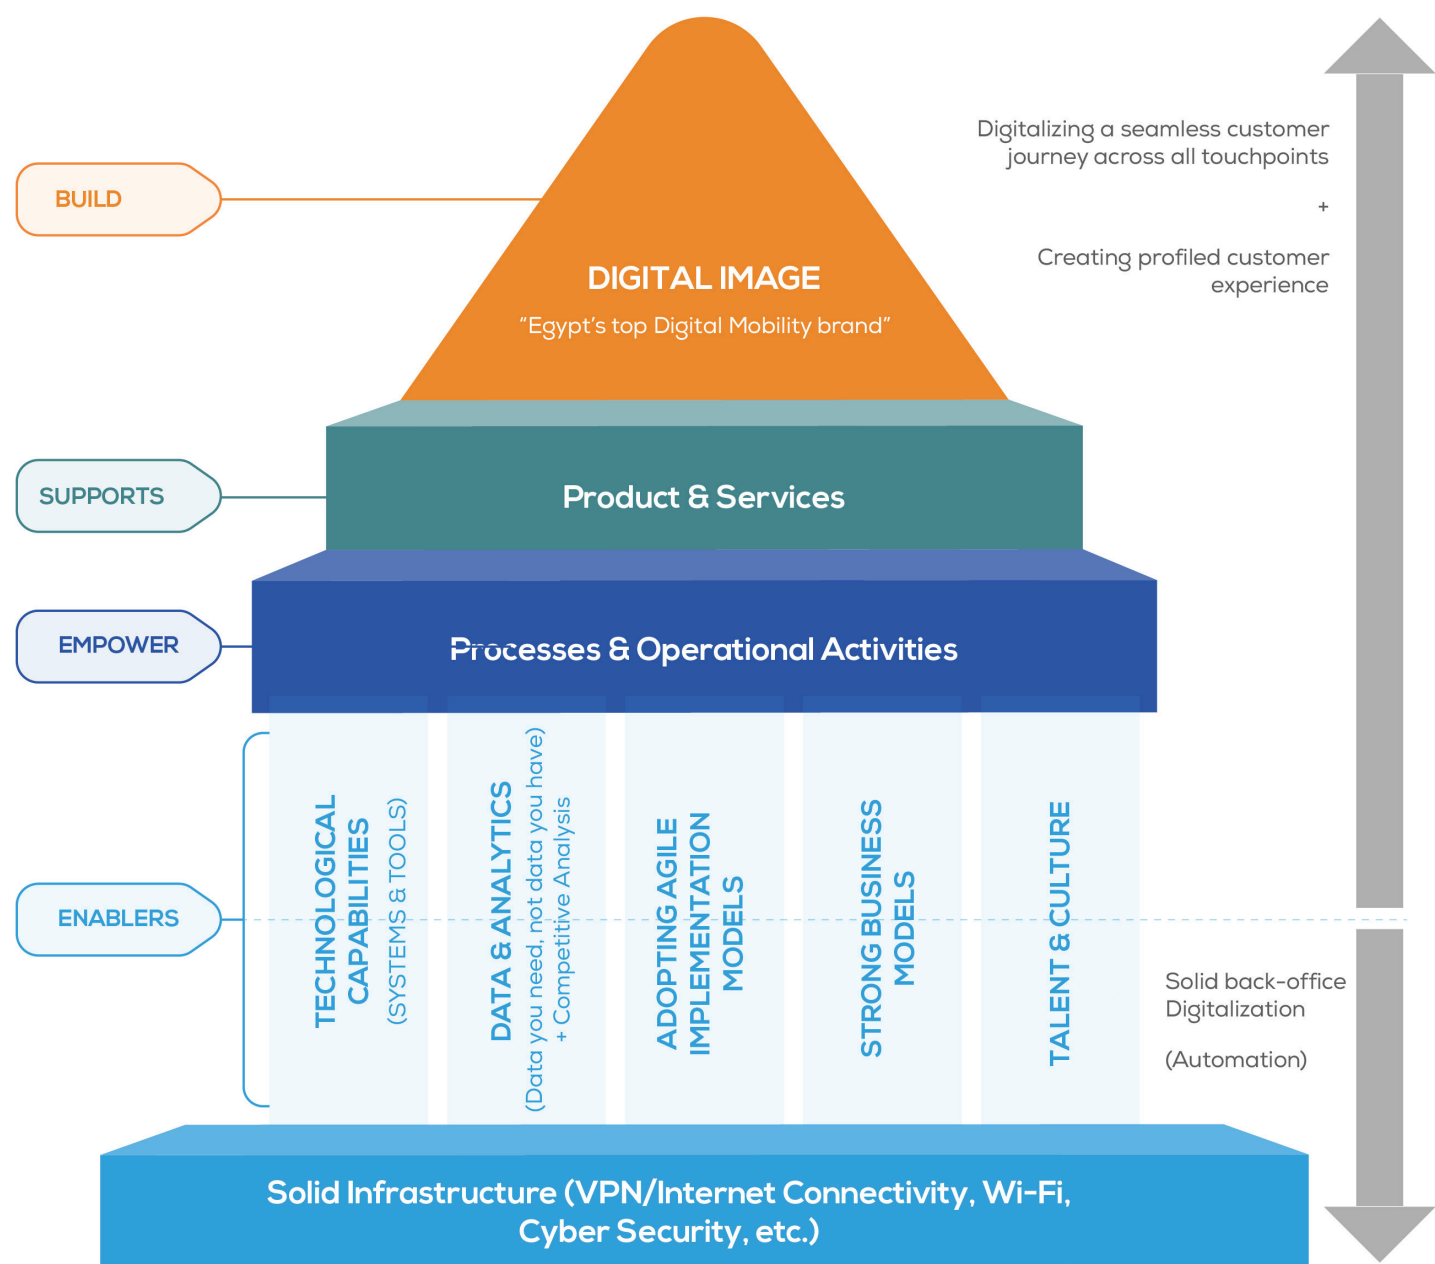 BUILD
DIGITAL IMAGE
“Egypt’s top Digital Mobility brand”
Digitalizing a seamless customer
journey across all touchpoints
+
Creating profiled customer
experience
SUPPORTS
Product & Services
EMPOWER
Processes & Operational Activities
ENABLERS
TECHNOLOGICAL
CAPABILITIES
(SYSTEMS & TOOLS)
DATA & ANALYTICS
(Data you need, not data you have)
+ Competitive Analysis
ADOPTING AGILE
IMPLEMENTATION
MODELS
STRONG BUSINESS
MODELS
TALENT & CULTURE
Solid back-office
Digitalization
(Automation)
Solid Infrastructure (VPN/Internet Connectivity, Wi-Fi,
Cyber Security, etc.)